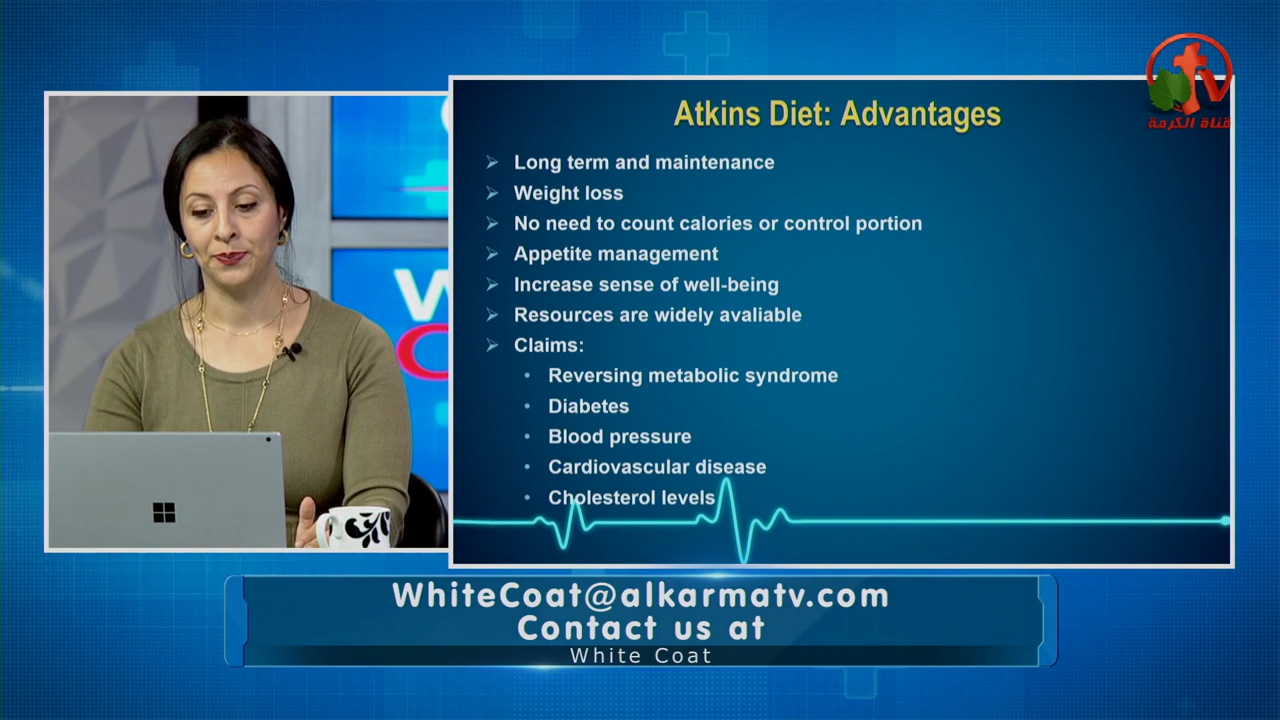 tv
قناة الكرمة
W
Atkins Diet: Advantages
Long term and maintenance
Weight loss
No need to count calories or control portion
Appetite management
Increase sense of well-being
Resources are widely avaliable
Claims:
Reversing metabolic syndrome
Diabetes
Blood pressure
Cardiovascular disease
Cholesterol levels
WhiteCoat@alkarmatv.com
Contact us at
White Coat